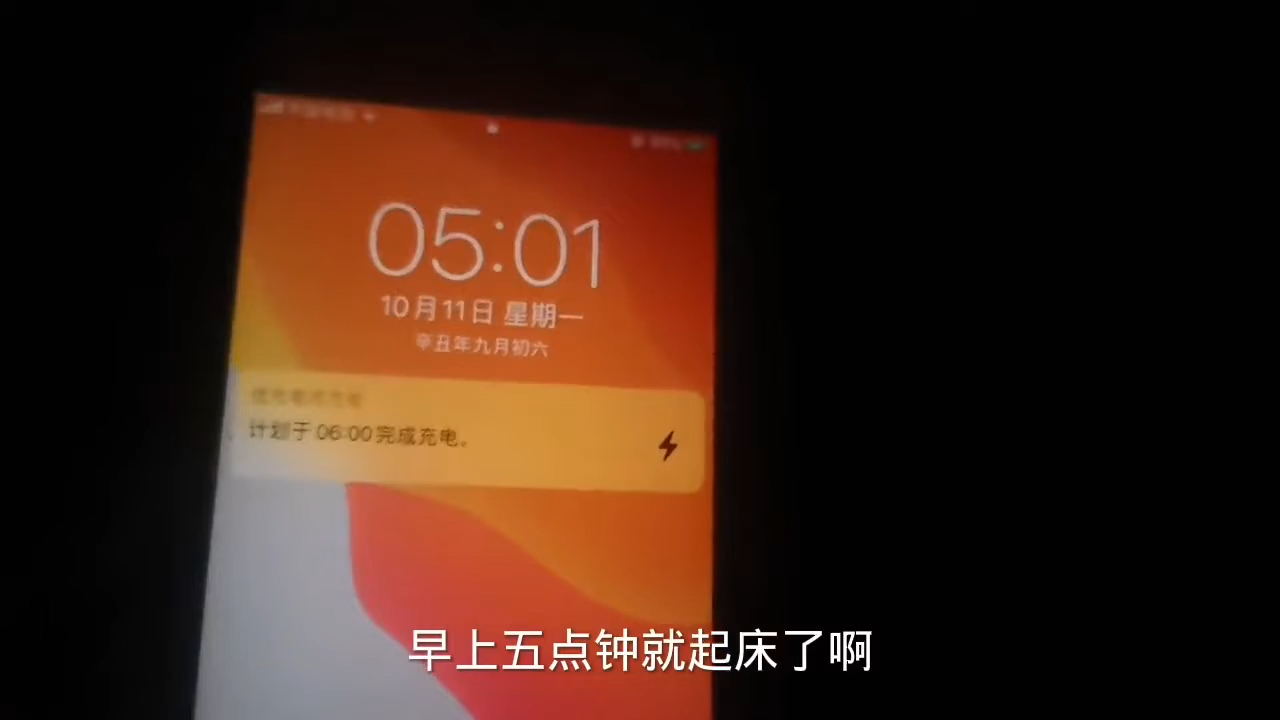 05:01
10月11日 星期一
辛丑年九月初六
计划于 06:00 完成充电。
早上五点钟就起床了啊